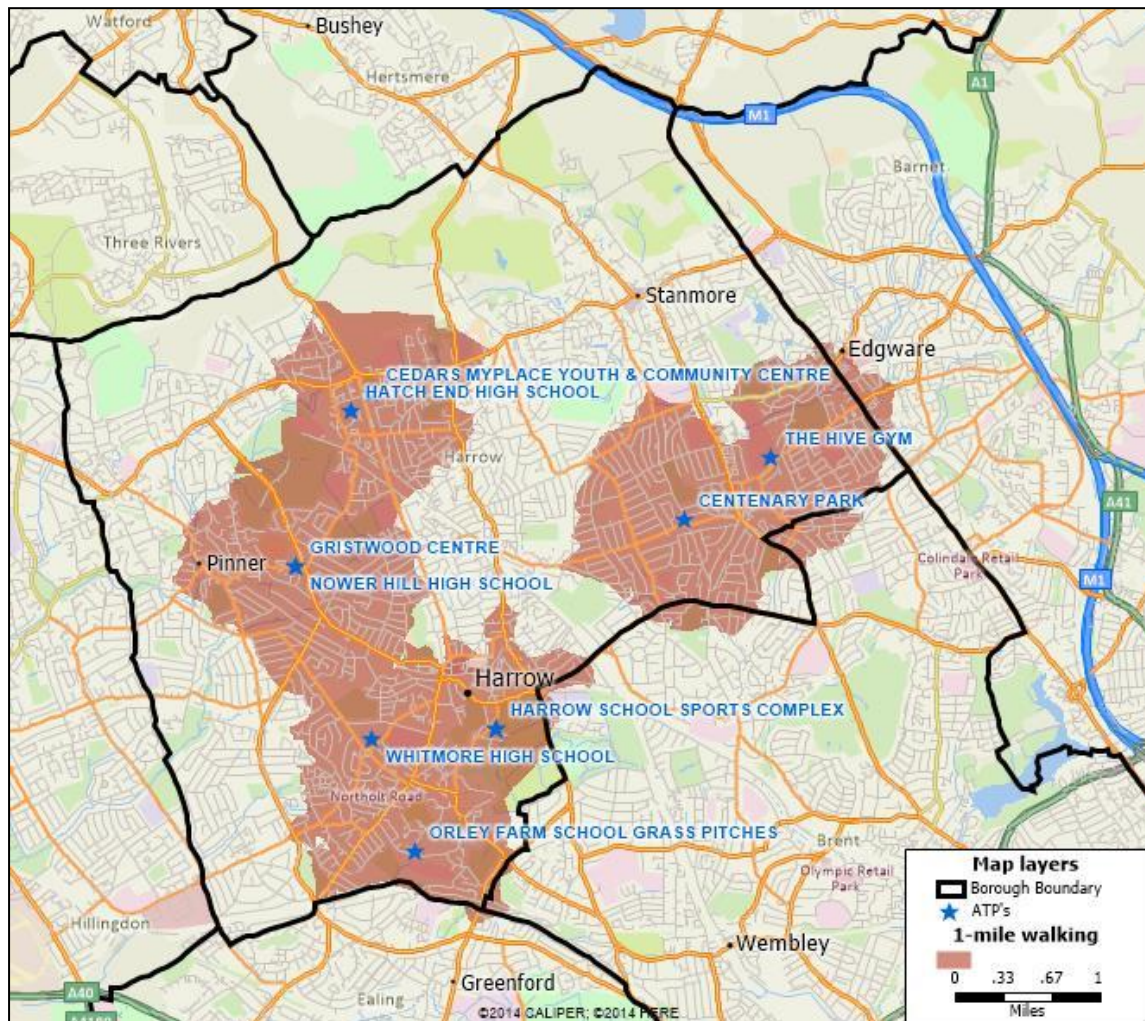 Watford
Bushey
Hertsmere
A1
M1
Barnet
Three Rivers
Stanmore
Edgware
CEDARS MYPLACE YOUTH & COMMUNITY CENTRE
HATCH END HIGH SCHOOL
THE HIVE GYM
Harrow
CENTENARY PARK
A41
GRISTWOOD CENTRE
Pinner
NOWER HILL HIGH SCHOOL
Colindale Retail
Park
M1
Harrow
HARROW SCHOOL SPORTS COMPLEX
WHITMORE HIGH SCHOOL
Northolt Road
ORLEY FARM SCHOOL GRASS PITCHES
Brent
Olympic Retail
Park
Hillingdon
Wembley
Greenford
A40
Ealing
©2014 CALIPER; ©2014 HERE
Map layers
Borough Boundary
ATP's
1-mile walking
0 .33 .67 1
Miles